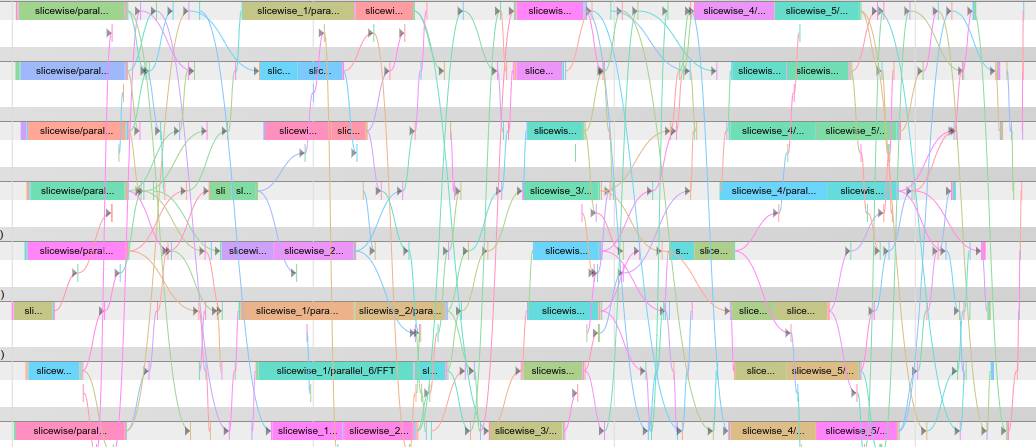 slicewise/paral... slicewise_1/paral... slicewi... slicewis... slicewise_4/... slicewise_5/...
slicewise/paral... slic... slic... slice... slicewis... slicewis...
slicewise/paral... slicewi... slic... slicewis... slicewise_4/... slicewise_5/...
slicewise/paral... sli sl... slicewise_3/... slicewise_4/paral... slicewis...
)
slicewise/paral... slicewi... slicewise_2... slicewis... s... slice...
)
sli... slicewise_1/para... slicewise_2/para... slicewis... slice... slice...
)
slicew... slicewise_1/parallel_6/FFT sl... slicewis... slice... slicewise_5/...
slicewise/paral... slicewise_1... slicewise_2... slicewise_3/... slicewise_4/... slicewise_5/...